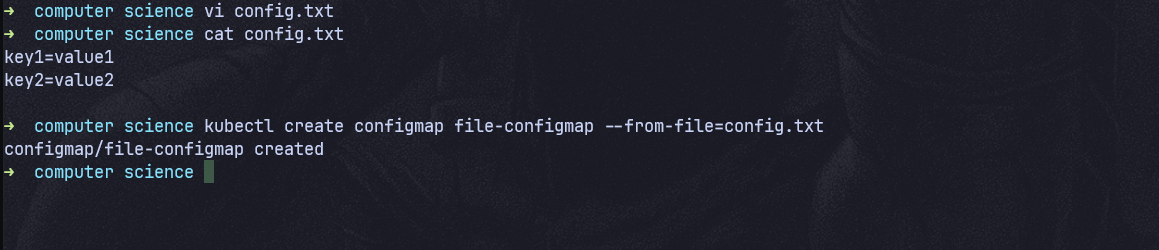 → computer science vi config.txt
→ computer science cat config.txt
key1=value1
key2=value2
→ computer science kubectl create configmap file-configmap --from-file=config.txt
configmap/file-configmap created
→ computer science